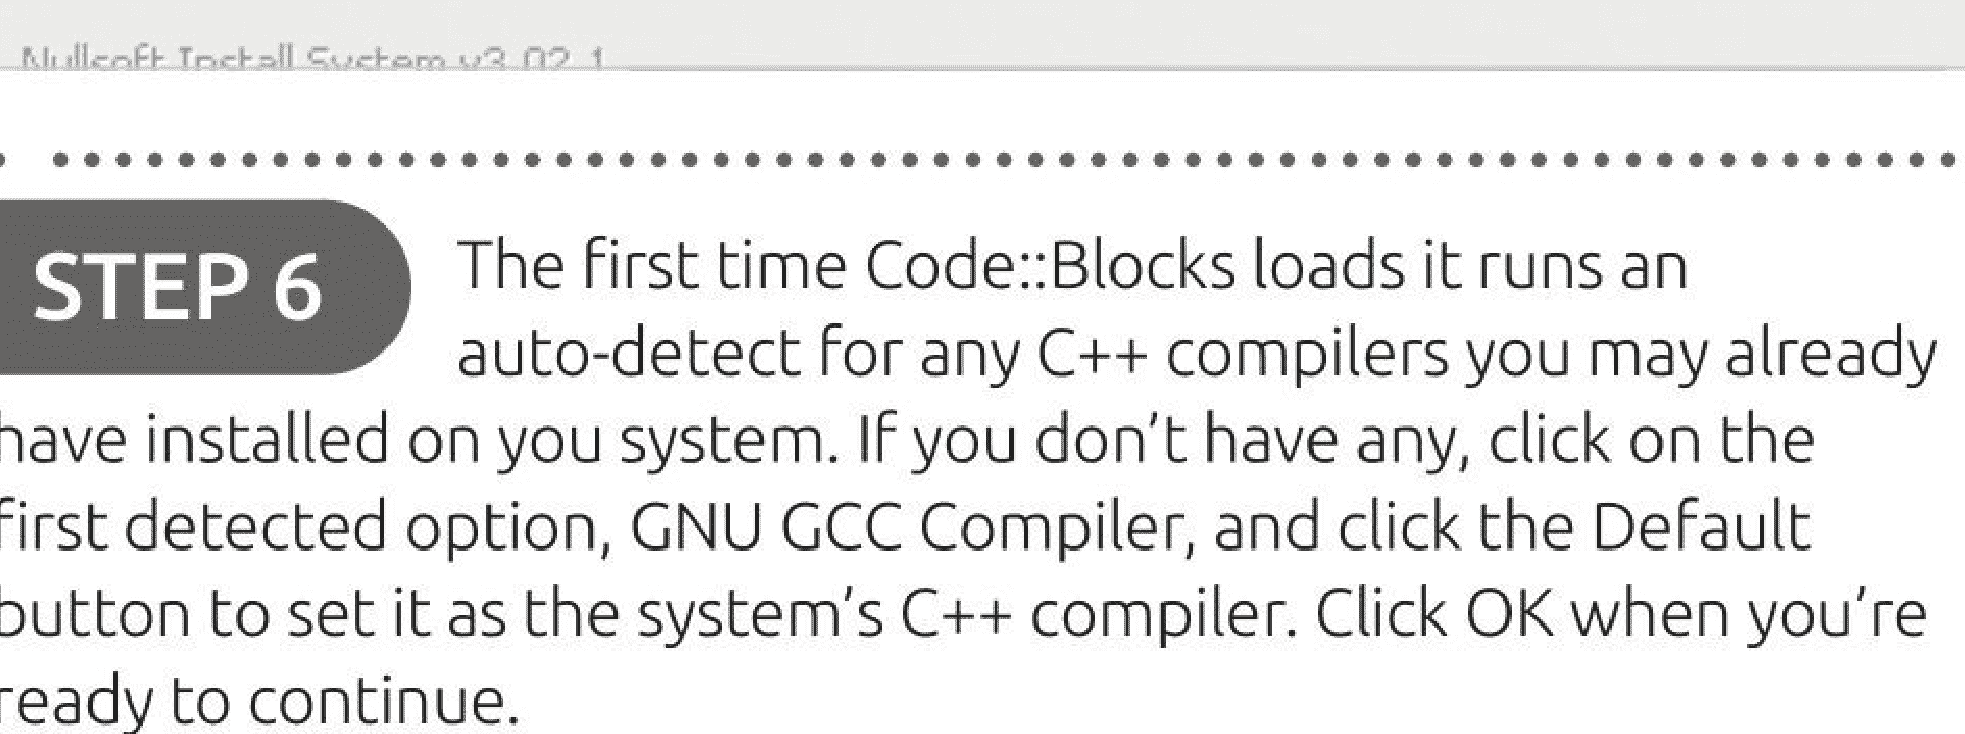 Nullsoft Install System v3.02.1
STEP 6
The first time Code::Blocks loads it runs an
auto-detect for any C++ compilers you may already
have installed on you system. If you don’t have any, click on the
first detected option, GNU GCC Compiler, and click the Default
button to set it as the system’s C++ compiler. Click OK when you’re
ready to continue.